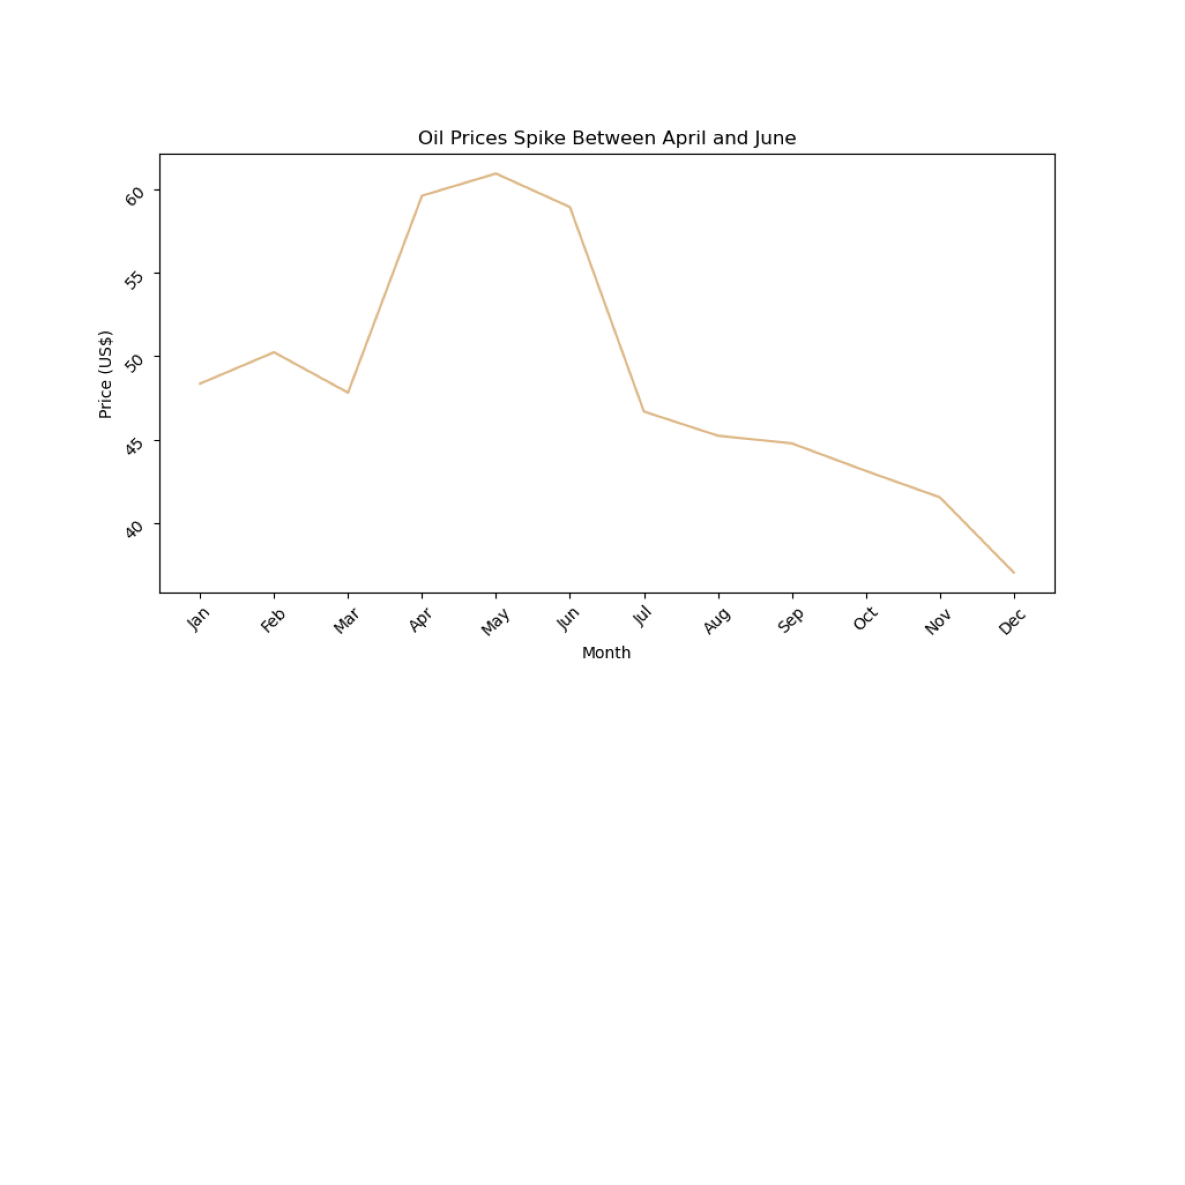 Oil Prices Spike Between April and June
Price (US$)
60
55
50
45
40
Jan
Feb
Mar
Apr
May
Jun
Jul
Aug
Sep
Oct
Nov
Dec
Month